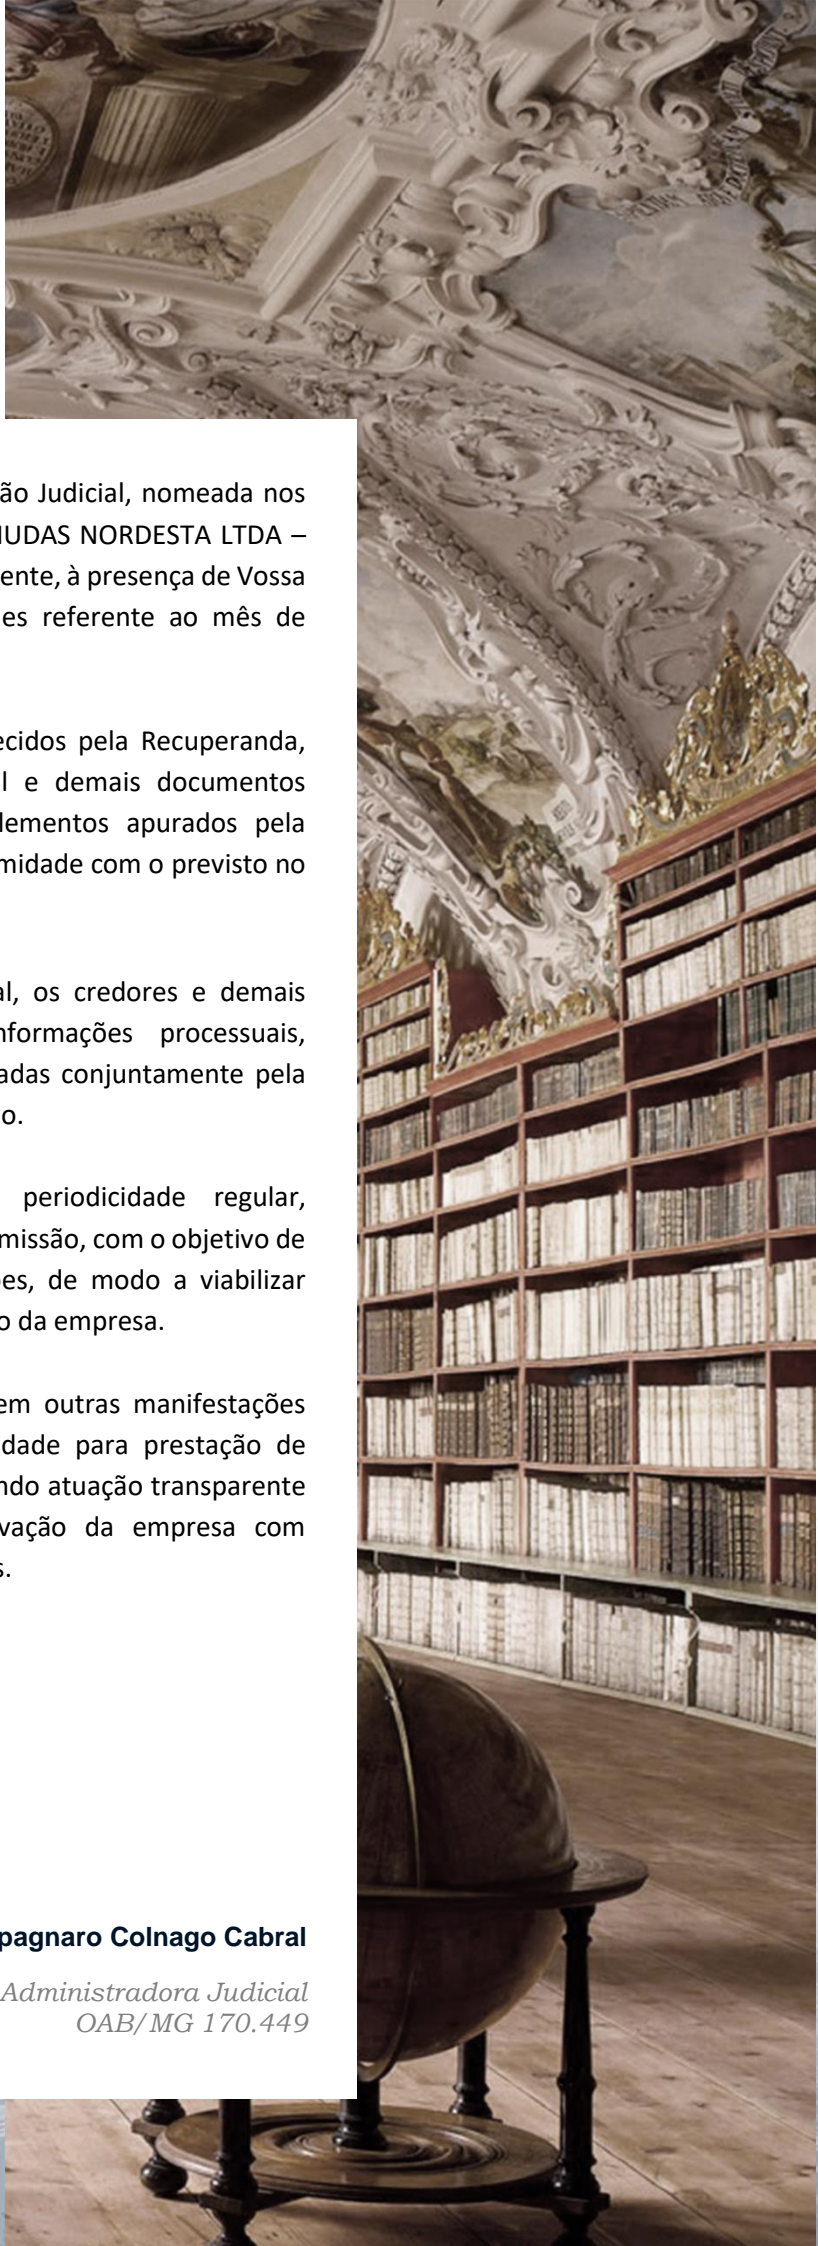 ão Judicial, nomeada nos
UDAS NORDESTA LTDA –
ente, à presença de Vossa
es referente ao mês de
ecidos pela Recuperanda,
l e demais documentos
lementos apurados pela
midade com o previsto no
al, os credores e demais
nformações processuais,
adas conjuntamente pela
o.
periodicidade regular,
missão, com o objetivo de
es, de modo a viabilizar
o da empresa.
em outras manifestações
dade para prestação de
ndo atuação transparente
vação da empresa com
s.
pagnaro Colnago Cabral
Administradora Judicial
OAB/MG 170.449